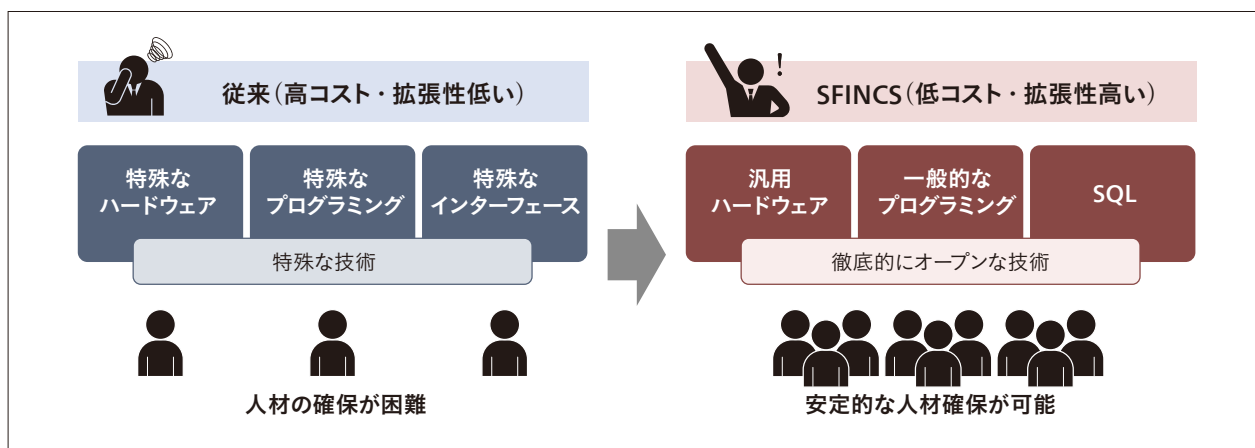 従来（高コスト・拡張性低い）
特殊な
ハードウェア
特殊な
プログラミング
特殊な
インターフェース
特殊な技術
人材の確保が困難
!
SFINCS（低コスト・拡張性高い）
汎用
ハードウェア
一般的な
プログラミング
SQL
徹底的にオープンな技術
安定的な人材確保が可能